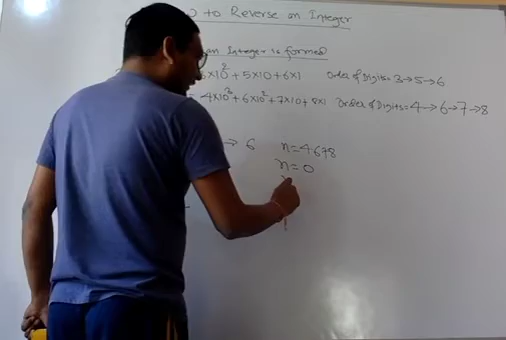 to Reverse an Integer
an Integer is formed
3×10² + 5×10 + 6×1 Order of Digits= 3→5→6
4×10³ + 6×10² + 7×10 + 8×1 Order of Digits= 4→6→7→8
→ 6 n=4678
n=0